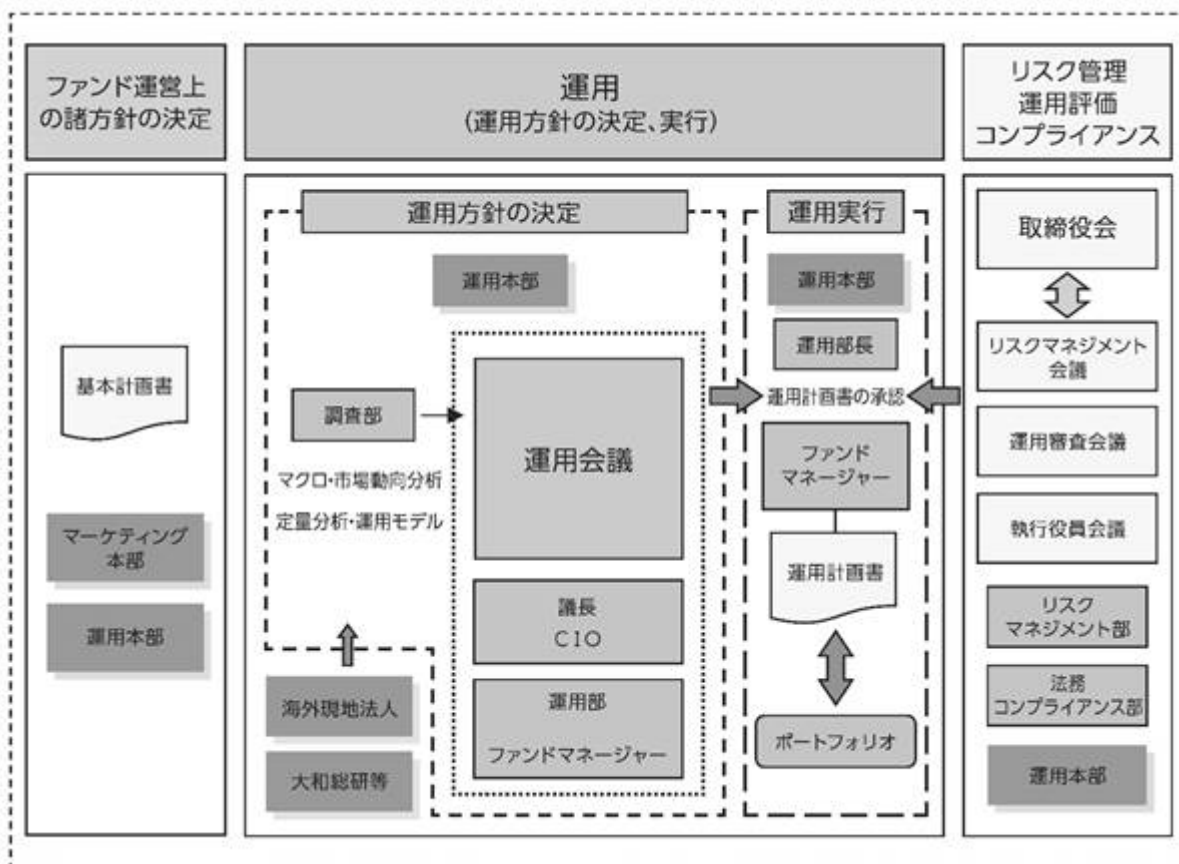 ファンド運営上
の諸方針の決定
運用
(運用方針の決定、実行)
リスク管理
運用評価
コンプライアンス
基本計画書
マーケティング
本部
運用本部
運用方針の決定
運用本部
調査部
マクロ・市場動向分析
定量分析・運用モデル
運用会議
議長
CIO
運用部
ファンドマネージャー
海外現地法人
大和総研等
運用実行
運用本部
運用部長
運用計画書の承認
ファンド
マネージャー
運用計画書
ポートフォリオ
取締役会
リスクマネジメント
会議
運用審査会議
執行役員会議
リスク
マネジメント部
法務
コンプライアンス部
運用本部